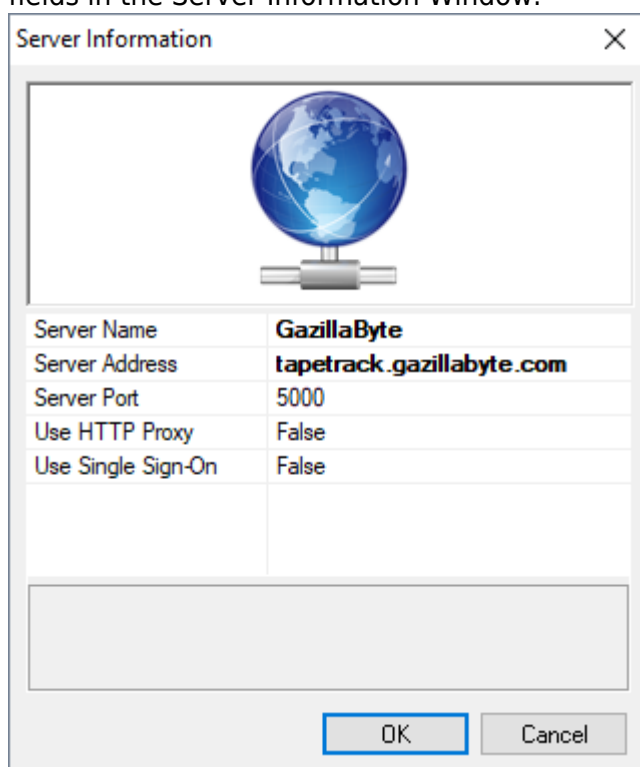 fields in the Server Information Window.
Server Information
Server Name GazillaByte
Server Address tapetrack.gazillabyte.com
Server Port 5000
Use HTTP Proxy False
Use Single Sign-On False
OK Cancel